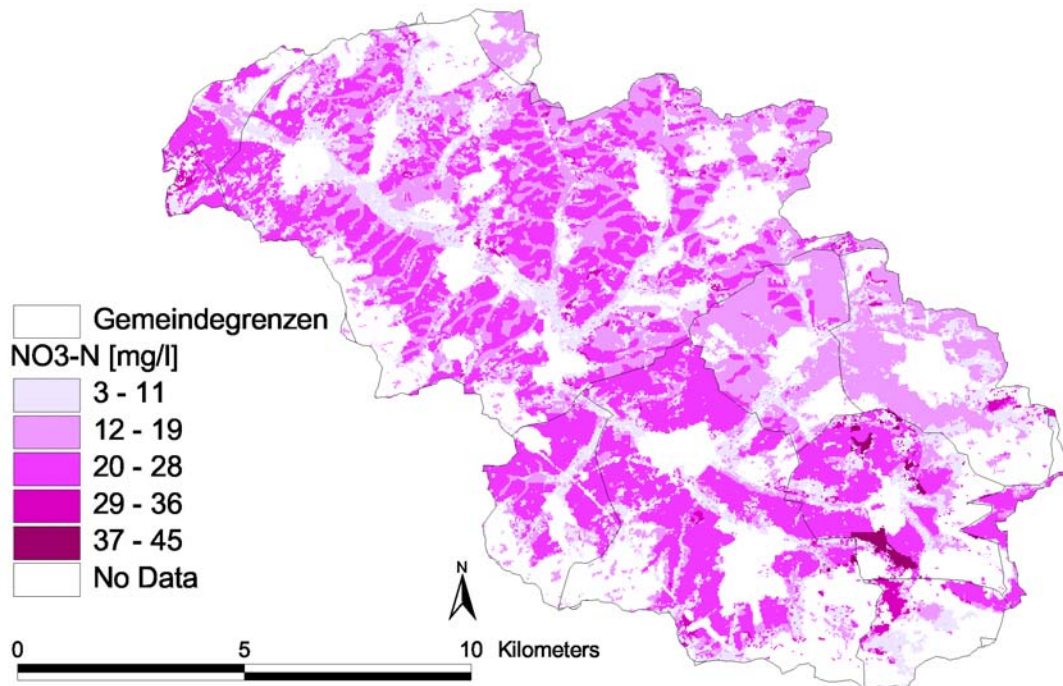 Gemeindegrenzen
NO3-N [mg/l]
3 - 11
12 - 19
20 - 28
29 - 36
37 - 45
No Data
N
0 5 10 Kilometers